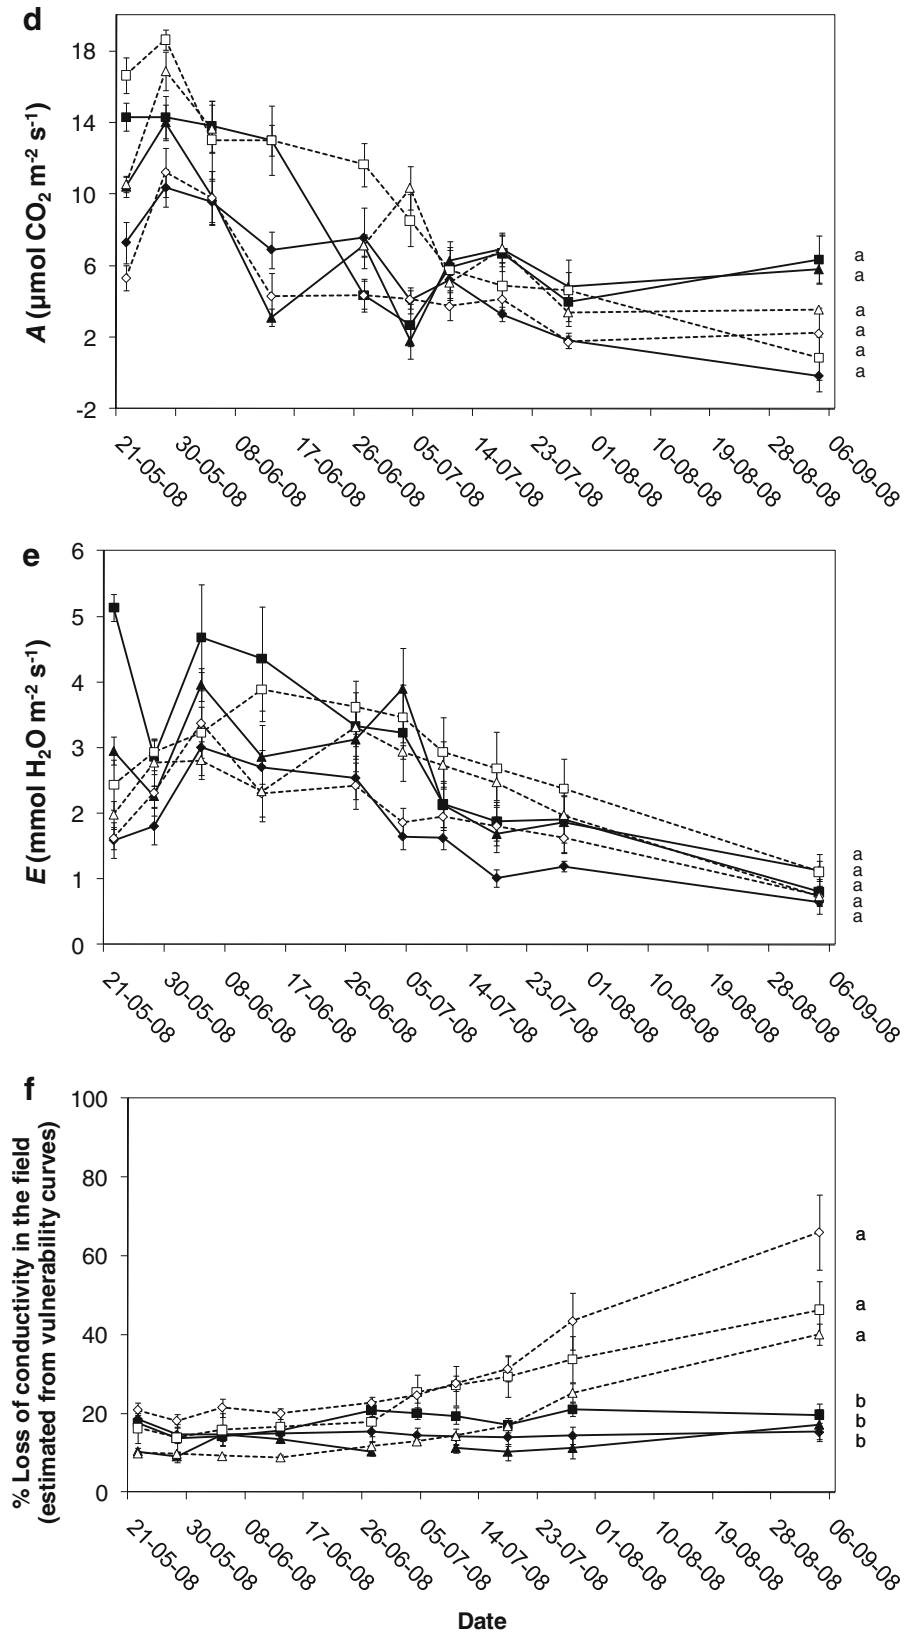 d
A (µmol CO2 m-2 s-1)
18
14
10
6
2
-2
21-05-08
30-05-08
08-06-08
17-06-08
26-06-08
05-07-08
14-07-08
23-07-08
01-08-08
10-08-08
19-08-08
28-08-08
06-09-08
a
a
a
a
a
a
e
E (mmol H2O m-2 s-1)
6
5
4
3
2
1
0
21-05-08
30-05-08
08-06-08
17-06-08
26-06-08
05-07-08
14-07-08
23-07-08
01-08-08
10-08-08
19-08-08
28-08-08
06-09-08
a
a
a
a
a
f
% Loss of conductivity in the field
(estimated from vulnerability curves)
100
80
60
40
20
0
21-05-08
30-05-08
08-06-08
17-06-08
26-06-08
05-07-08
14-07-08
23-07-08
01-08-08
10-08-08
19-08-08
28-08-08
06-09-08
a
a
a
b
b
b
Date